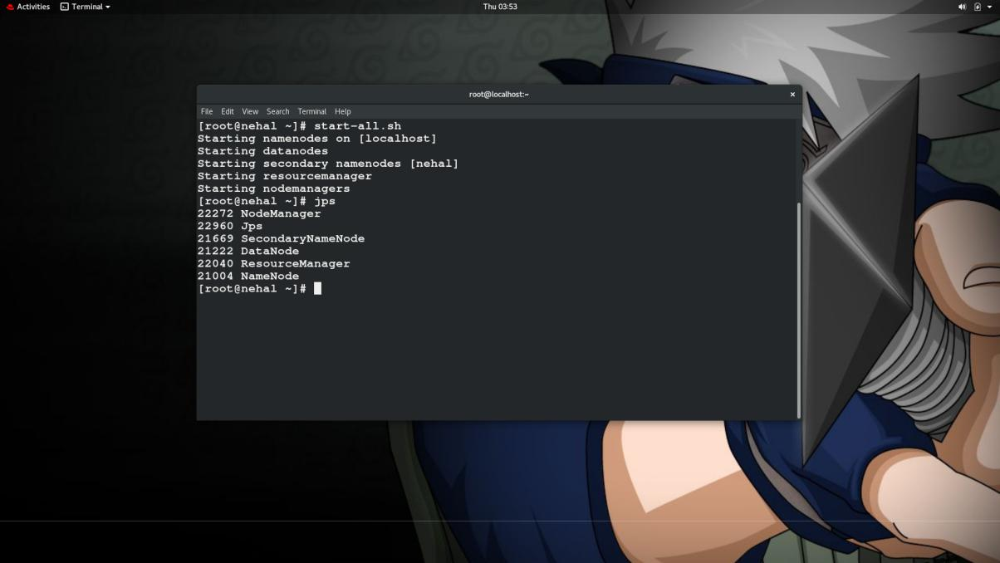 Activities Terminal Thu 03:53
root@localhost:~
File Edit View Search Terminal Help
[root@nehal ~]# start-all.sh
Starting namenodes on [localhost]
Starting datanodes
Starting secondary namenodes [nehal]
Starting resourcemanager
Starting nodemanagers
[root@nehal ~]# jps
22272 NodeManager
22960 Jps
21669 SecondaryNameNode
21222 DataNode
22040 ResourceManager
21004 NameNode
[root@nehal ~]#